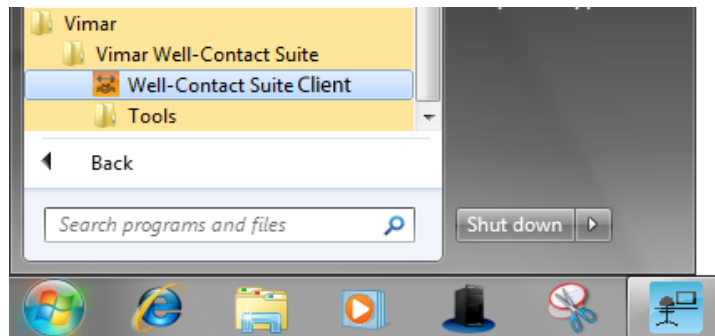 Vimar
Vimar Well-Contact Suite
Well-Contact Suite Client
Tools
Back
Search programs and files
Shut down